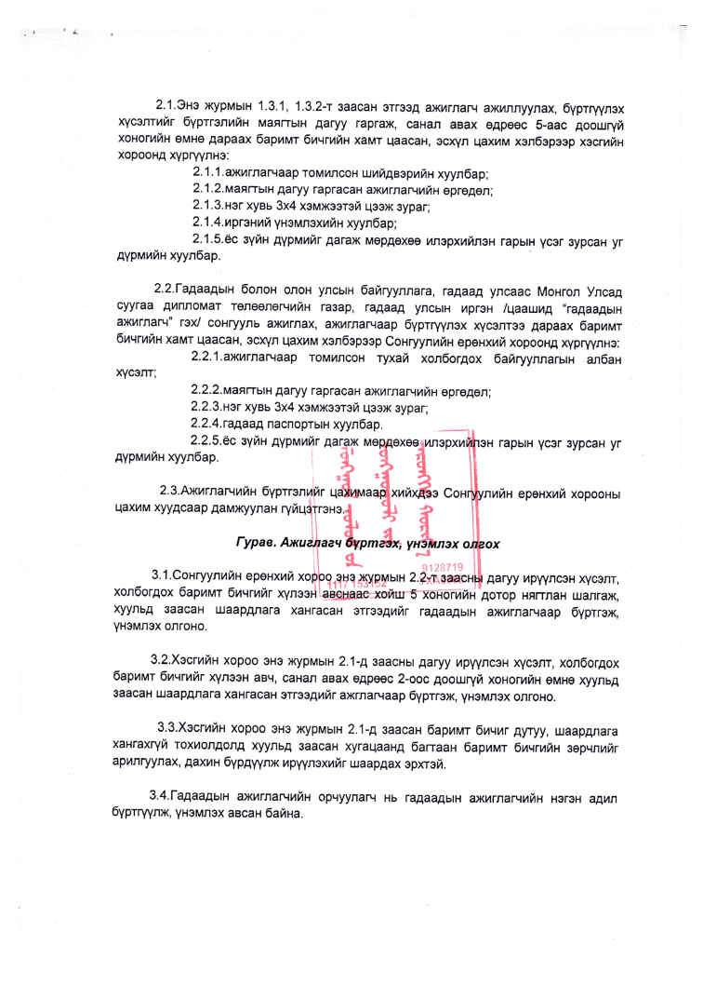 2.1.Энэ журмын 1.3.1, 1.3.2-т заасан этгээд ажиглагч ажиллуулах, бүртгүүлэх
хүсэлтийг бүртгэлийн маягтын дагуу гаргаж, санал авах өдрөөс 5-аас доошгүй
хоногийн өмнө дараах баримт бичгийн хамт цаасан, эсхүл цахим хэлбэрээр хэсгийн
хороонд хүргүүлнэ:
2.1.1.ажиглагчаар томилсон шийдвэрийн хуулбар;
2.1.2.маягтын дагуу гаргасан ажиглагчийн өргөдөл;
2.1.3.нэг хувь 3х4 хэмжээтэй цээж зураг;
2.1.4.иргэний үнэмлэхийн хуулбар;
2.1.5.ёс зүйн дүрмийг дагаж мөрдөхөө илэрхийлэн гарын үсэг зурсан уг
дүрмийн хуулбар.
2.2.Гадаадын болон олон улсын байгууллага, гадаад улсаас Монгол Улсад
суугаа дипломат төлөөлөгчийн газар, гадаад улсын иргэн /цаашид “гадаадын
ажиглагч” гэх/ сонгууль ажиглах, ажиглагчаар бүртгүүлэх хүсэлтээ дараах баримт
бичгийн хамт цаасан, эсхүл цахим хэлбэрээр Сонгуулийн ерөнхий хороонд хүргүүлнэ:
2.2.1.ажиглагчаар томилсон тухай холбогдох байгууллагын албан
хүсэлт;
2.2.2.маягтын дагуу гаргасан ажиглагчийн өргөдөл;
2.2.3.нэг хувь 3х4 хэмжээтэй цээж зураг;
2.2.4.гадаад паспортын хуулбар.
2.2.5.ёс зүйн дүрмийг дагаж мөрдөхөө илэрхийлэн гарын үсэг зурсан уг
дүрмийн хуулбар.
2.3.Ажиглагчийн бүртгэлийг цахимаар хийхдээ Сонгуулийн ерөнхий хорооны
цахим хуудсаар дамжуулан гүйцэтгэнэ.
Гурав. Ажиглагч бүртгэх, үнэмлэх олгох
9128719
3.1.Сонгуулийн ерөнхий хороо энэ журмын 2.2-т заасны дагуу ирүүлсэн хүсэлт,
холбогдох баримт бичгийг хүлээн авснаас хойш 5 хоногийн дотор нягтлан шалгаж,
хуульд заасан шаардлага хангасан этгээдийг гадаадын ажиглагчаар бүртгэж,
үнэмлэх олгоно.
3.2.Хэсгийн хороо энэ журмын 2.1-д заасны дагуу ирүүлсэн хүсэлт, холбогдох
баримт бичгийг хүлээн авч, санал авах өдрөөс 2-оос доошгүй хоногийн өмнө хуульд
заасан шаардлага хангасан этгээдийг ажглагчаар бүртгэж, үнэмлэх олгоно.
3.3.Хэсгийн хороо энэ журмын 2.1-д заасан баримт бичиг дутуу, шаардлага
хангахгүй тохиолдолд хуульд заасан хугацаанд багтаан баримт бичгийн зөрчлийг
арилгуулах, дахин бүрдүүлж ирүүлэхийг шаардах эрхтэй.
3.4.Гадаадын ажиглагчийн орчуулагч нь гадаадын ажиглагчийн нэгэн адил
бүртгүүлж, үнэмлэх авсан байна.